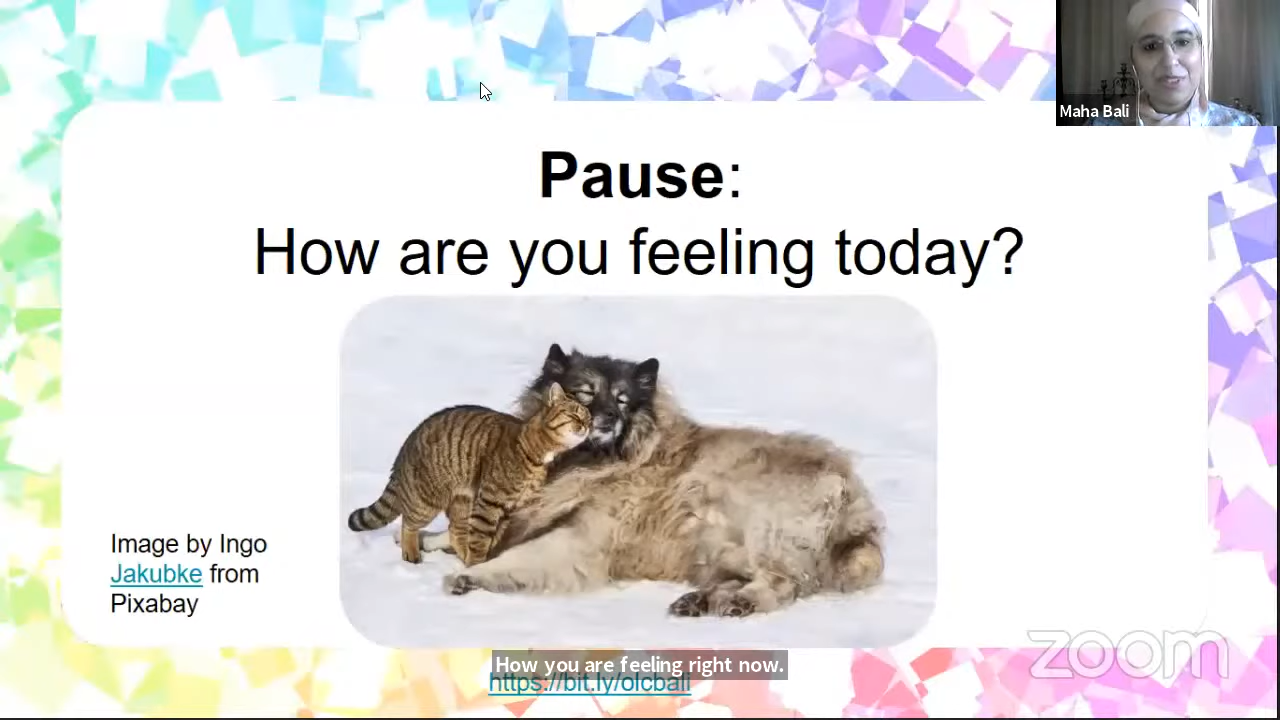 Maha Bali
Pause:
How are you feeling today?
Image by Ingo
Jakubke from
Pixabay
zoom
How you are feeling right now.
https://bit.ly/olcbali